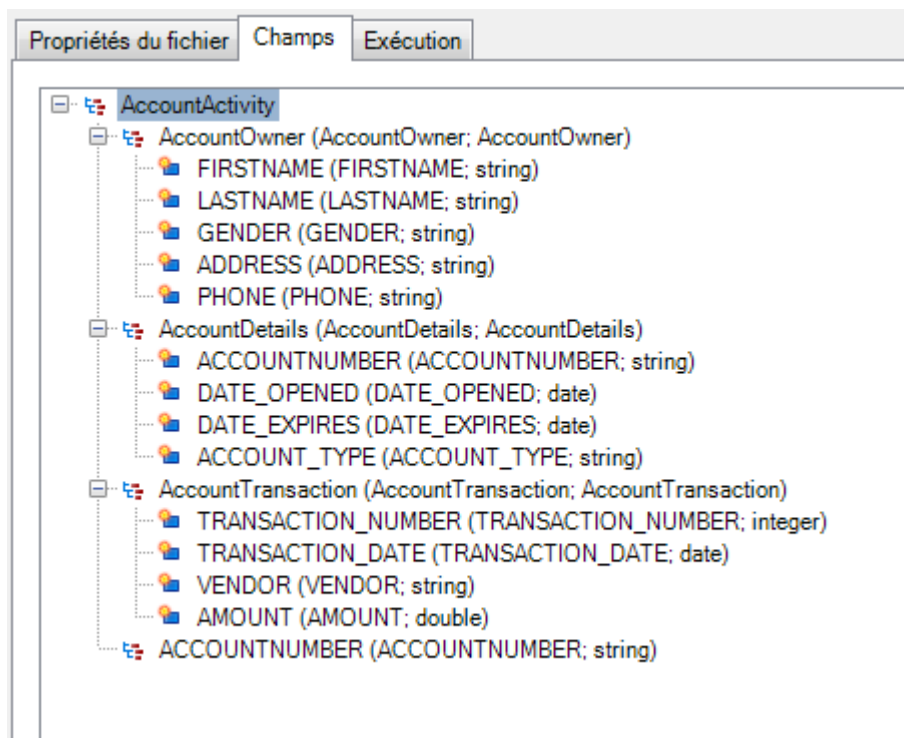 Propriétés du fichier Champs Exécution
AccountActivity
AccountOwner (AccountOwner; AccountOwner)
FIRSTNAME (FIRSTNAME; string)
LASTNAME (LASTNAME; string)
GENDER (GENDER; string)
ADDRESS (ADDRESS; string)
PHONE (PHONE; string)
AccountDetails (AccountDetails; AccountDetails)
ACCOUNTNUMBER (ACCOUNTNUMBER; string)
DATE_OPENED (DATE_OPENED; date)
DATE_EXPIRES (DATE_EXPIRES; date)
ACCOUNT_TYPE (ACCOUNT_TYPE; string)
AccountTransaction (AccountTransaction; AccountTransaction)
TRANSACTION_NUMBER (TRANSACTION_NUMBER; integer)
TRANSACTION_DATE (TRANSACTION_DATE; date)
VENDOR (VENDOR; string)
AMOUNT (AMOUNT; double)
ACCOUNTNUMBER (ACCOUNTNUMBER; string)